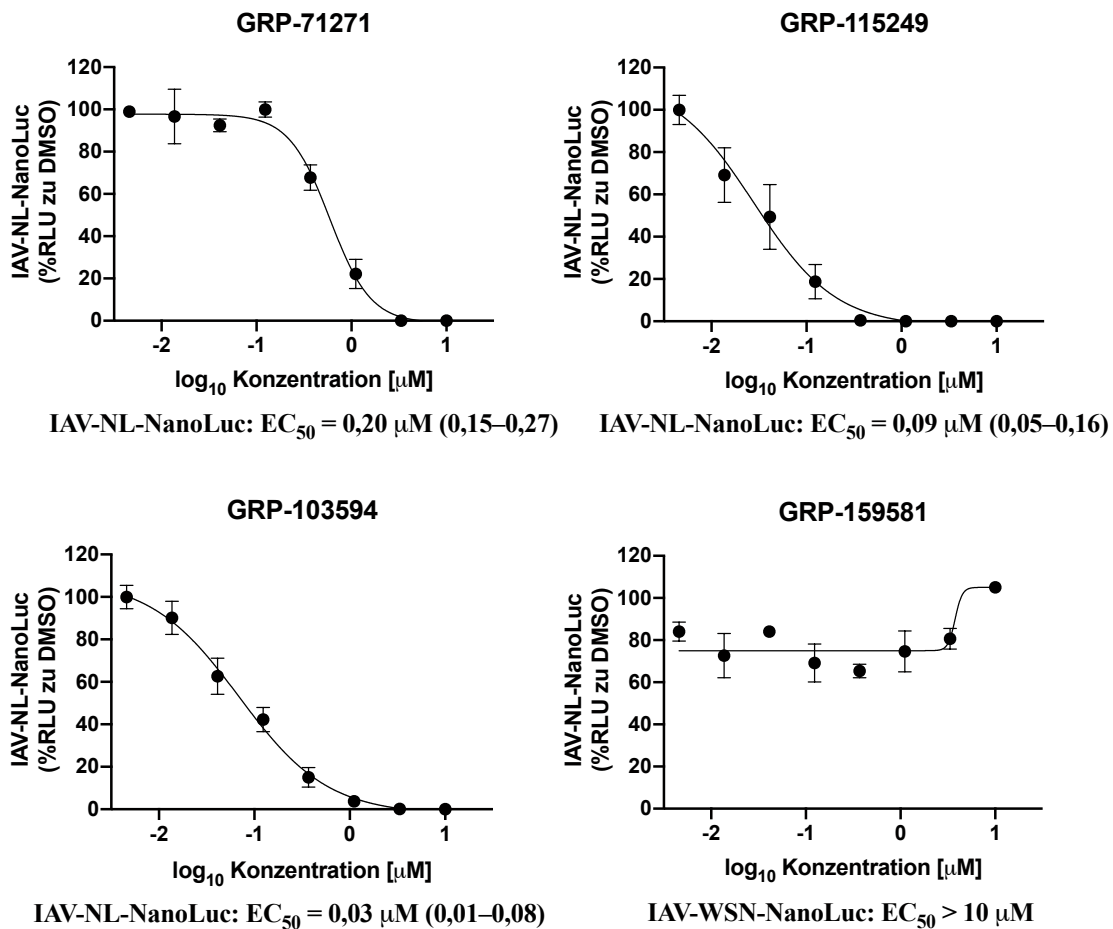 GRP-71271
IAV-NL-NanoLuc
(%RLU zu DMSO)
120
100
80
60
40
20
0
-2 -1 0 1
log₁₀ Konzentration [µM]
IAV-NL-NanoLuc: EC₅₀ = 0,20 µM (0,15–0,27)
GRP-115249
IAV-NL-NanoLuc
(%RLU zu DMSO)
120
100
80
60
40
20
0
-2 -1 0 1
log₁₀ Konzentration [µM]
IAV-NL-NanoLuc: EC₅₀ = 0,09 µM (0,05–0,16)
GRP-103594
IAV-NL-NanoLuc
(%RLU zu DMSO)
120
100
80
60
40
20
0
-2 -1 0 1
log₁₀ Konzentration [µM]
IAV-NL-NanoLuc: EC₅₀ = 0,03 µM (0,01–0,08)
GRP-159581
IAV-NL-NanoLuc
(%RLU zu DMSO)
120
100
80
60
40
20
0
-2 -1 0 1
log₁₀ Konzentration [µM]
IAV-WSN-NanoLuc: EC₅₀ > 10 µM